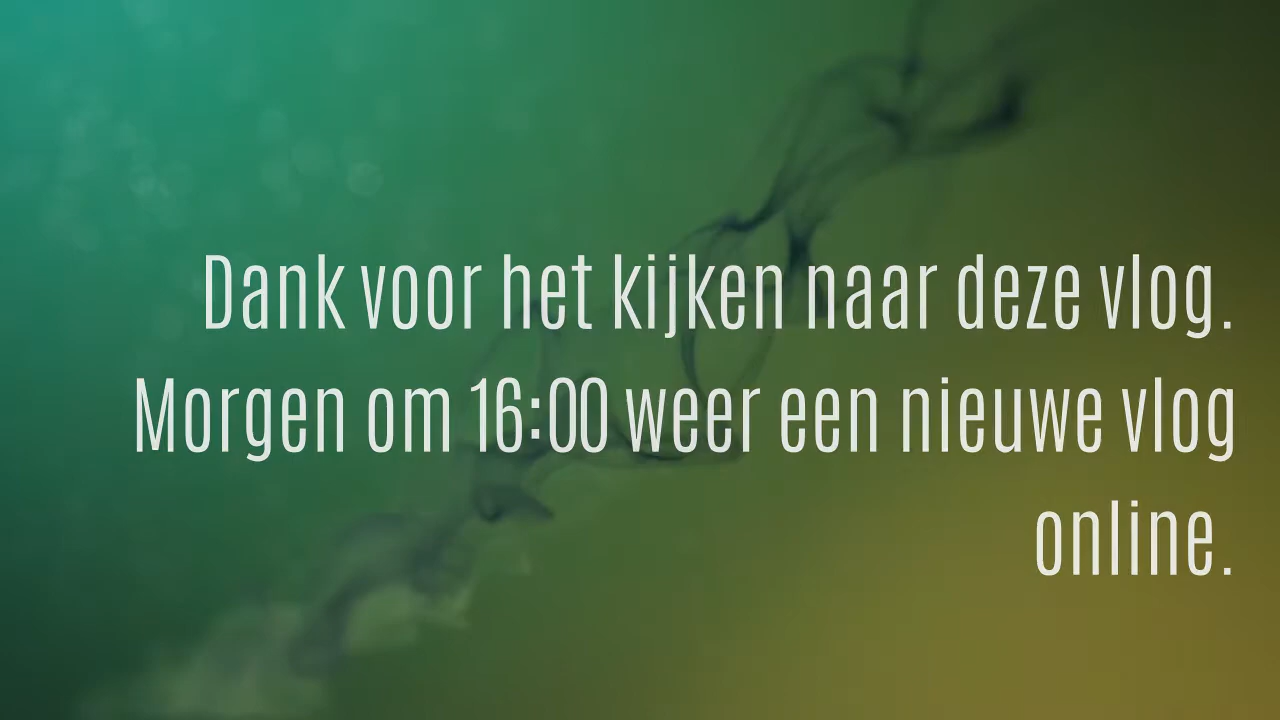 Dank voor het kijken naar deze vlog.
Morgen om 16:00 weer een nieuwe vlog
online.